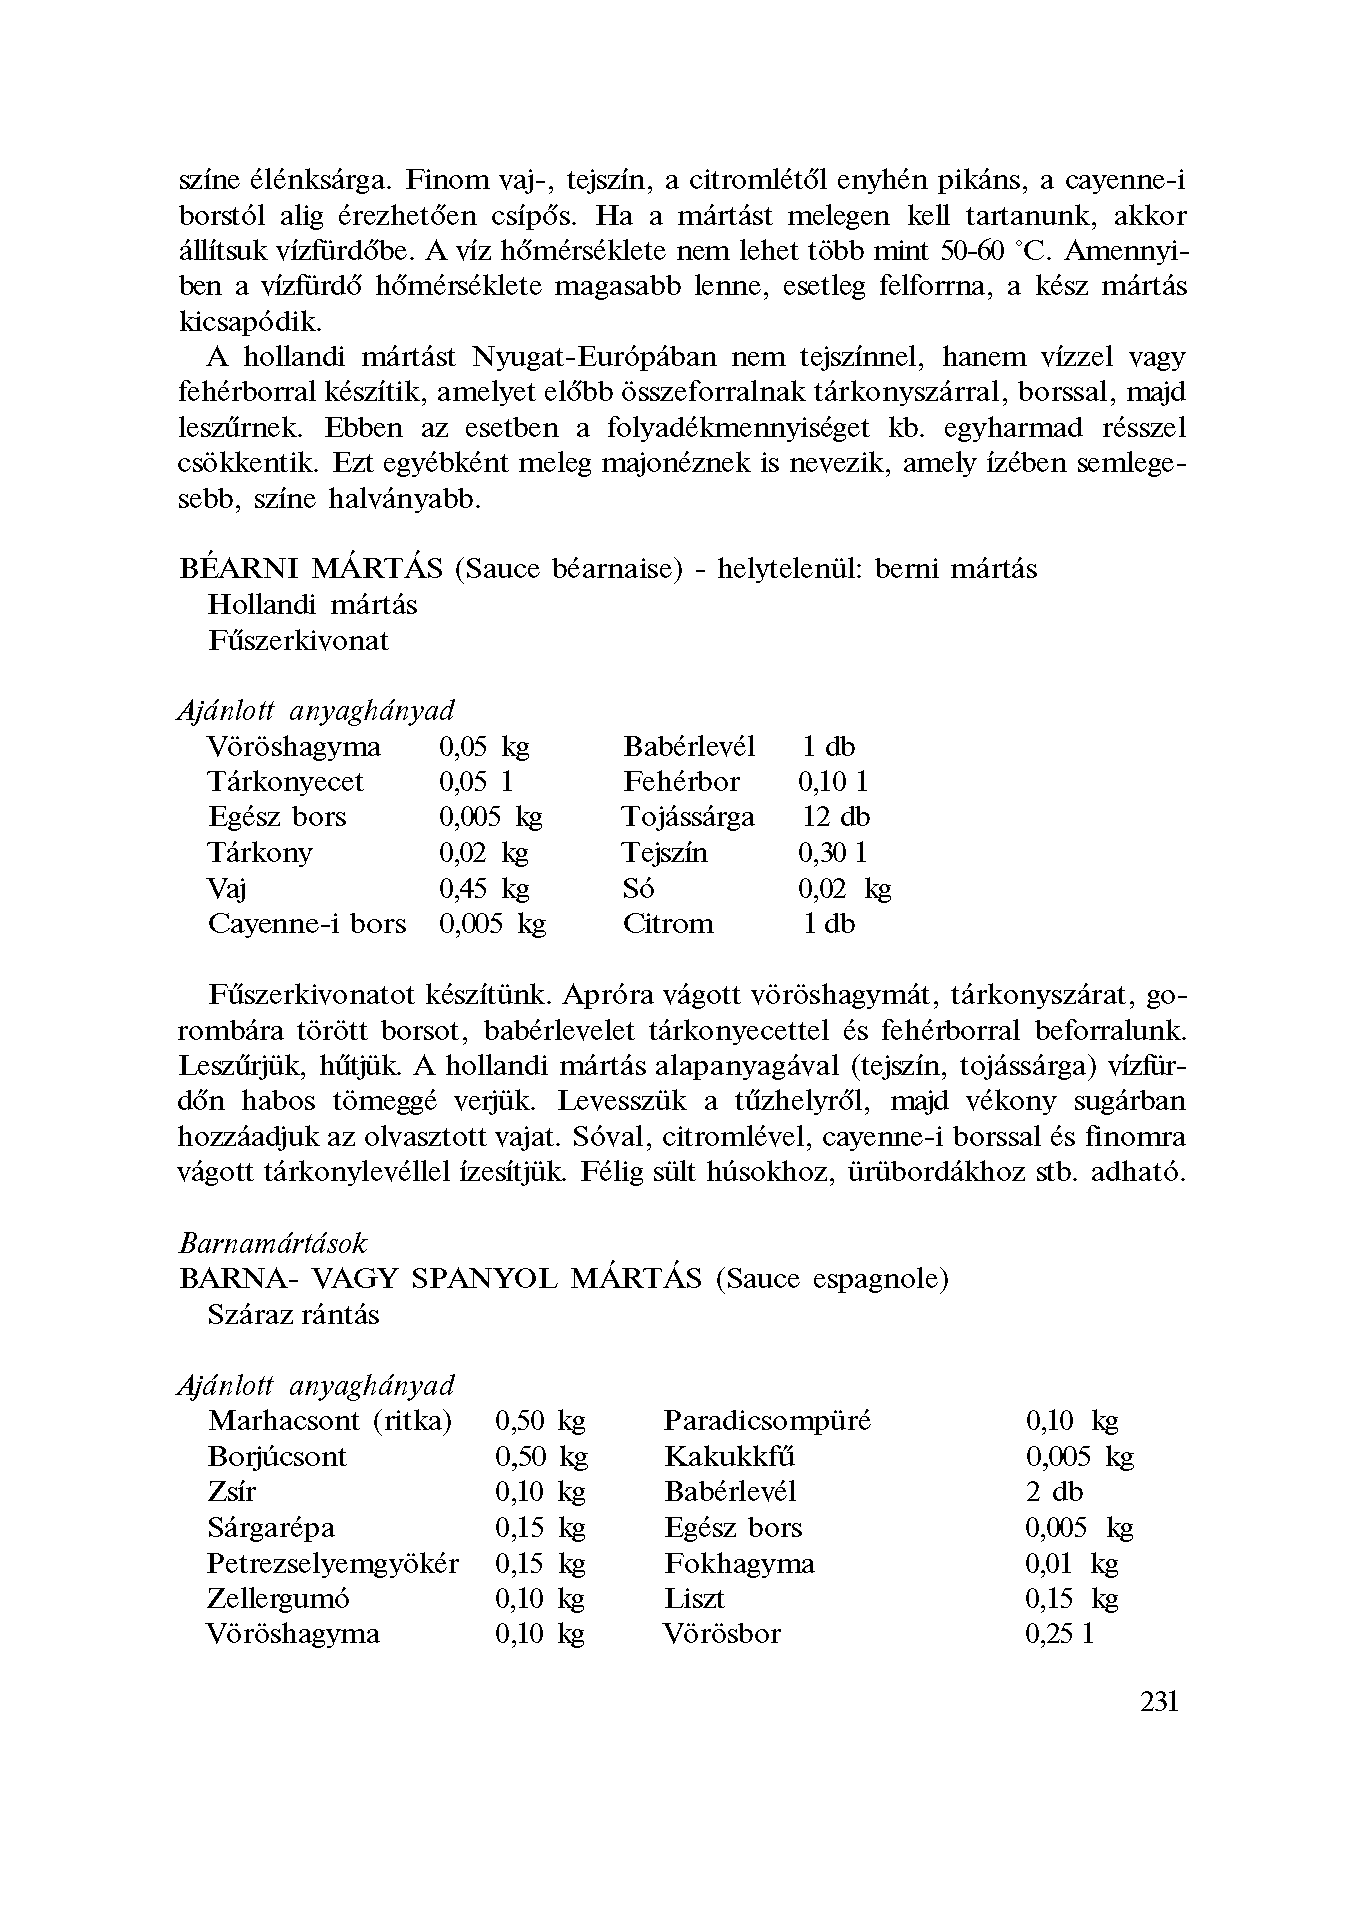 színe élénksárga. Finom vaj-, tejszín, a citromlétől enyhén pikáns, a cayenne-i
borstól alig érezhetően csípős. Ha a mártást melegen kell tartanunk, akkor
állítsuk vízfürdőbe. A víz hőmérséklete nem lehet több mint 50-60 °C. Amennyi-
ben a vízfürdő hőmérséklete magasabb lenne, esetleg felforrna, a kész mártás
kicsapódik.
A hollandi mártást Nyugat-Európában nem tejszínnel, hanem vízzel vagy
fehérborral készítik, amelyet előbb összeforralnak tárkonyszárral, borssal, majd
leszűrnek. Ebben az esetben a folyadékmennyiséget kb. egyharmad résszel
csökkentik. Ezt egyébként meleg majonéznek is nevezik, amely ízében semlege-
sebb, színe halványabb.
BÉARNI MÁRTÁS (Sauce béarnaise) - helytelenül: berni mártás
Hollandi mártás
Fűszerkivonat
Ajánlott anyaghányad
Vöröshagyma 0,05 kg Babérlevél 1 db
Tárkonyecet 0,05 l Fehérbor 0,10 l
Egész bors 0,005 kg Tojássárga 12 db
Tárkony 0,02 kg Tejszín 0,30 l
Vaj 0,45 kg Só 0,02 kg
Cayenne-i bors 0,005 kg Citrom 1 db
Fűszerkivonatot készítünk. Apróra vágott vöröshagymát, tárkonyszárat, go-
rombára törött borsot, babérlevelet tárkonyecettel és fehérborral beforralunk.
Leszűrjük, hűtjük. A hollandi mártás alapanyagával (tejszín, tojássárga) vízfür-
dőn habos tömeggé verjük. Levesszük a tűzhelyről, majd vékony sugárban
hozzáadjuk az olvasztott vajat. Sóval, citromlével, cayenne-i borssal és finomra
vágott tárkonylevéllel ízesítjük. Félig sült húsokhoz, ürübordákhoz stb. adható.
Barnamártások
BARNA- VAGY SPANYOL MÁRTÁS (Sauce espagnole)
Száraz rántás
Ajánlott anyaghányad
Marhacsont (ritka) 0,50 kg Paradicsompüré 0,10 kg
Borjúcsont 0,50 kg Kakukkfű 0,005 kg
Zsír 0,10 kg Babérlevél 2 db
Sárgarépa 0,15 kg Egész bors 0,005 kg
Petrezselyemgyökér 0,15 kg Fokhagyma 0,01 kg
Zellergumó 0,10 kg Liszt 0,15 kg
Vöröshagyma 0,10 kg Vörösbor 0,25 l
231